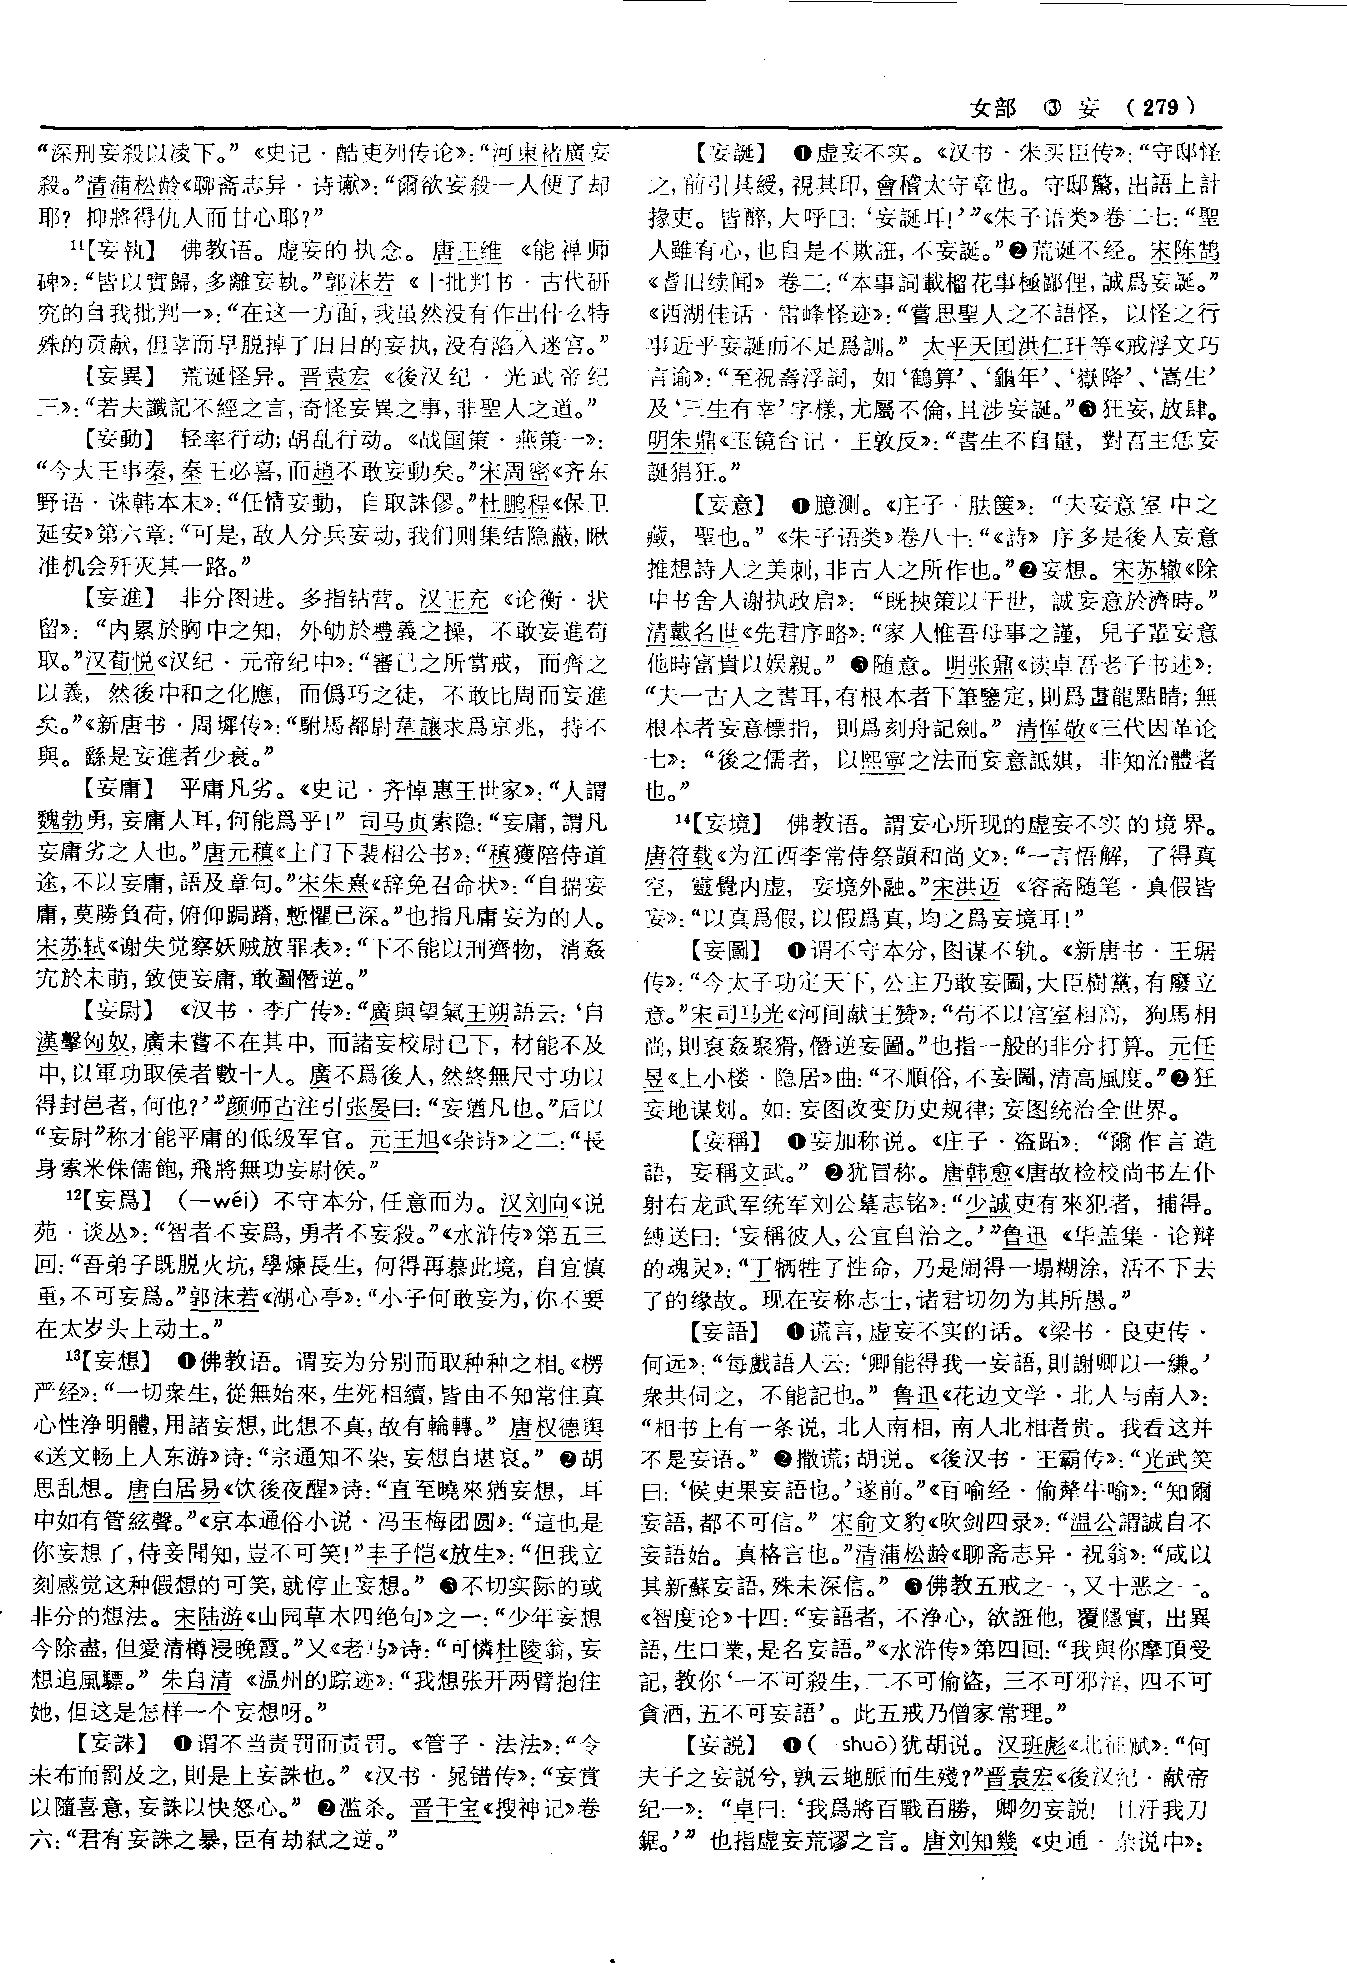 女部 ③ 妄 (279)
“深刑妄殺以凌下。”《史记·酷吏列传论》：“河東褚廣妄
殺。”清蒲松龄《聊斋志异·诗谳》：“爾欲妄殺一人便了却
耶？抑將得仇人而甘心耶？”
11【妄執】 佛教语。虚妄的执念。唐王维《能禅师
碑》：“皆以實歸，多離妄執。”郭沫若《十批判书·古代研
究的自我批判一》：“在这一方面，我虽然没有作出什么特
殊的贡献，但幸而早脱掉了旧日的妄执，没有陷入迷宫。”
【妄異】 荒诞怪异。晋袁宏《後汉纪·光武帝纪
三》：“若夫讖記不經之言，奇怪妄異之事，非聖人之道。”
【妄動】 轻率行动；胡乱行动。《战国策·燕策一》：
“今大王事秦，秦王必喜，而趙不敢妄動矣。”宋周密《齐东
野语·诛韩本末》：“任情妄動，自取誅僇。”杜鹏程《保卫
延安》第六章：“可是，敌人分兵妄动，我们则集结隐蔽，瞅
准机会歼灭其一路。”
【妄進】 非分图进。多指钻营。汉王充《论衡·状
留》：“内累於胸中之知，外劬於禮義之操，不敢妄進苟
取。”汉荀悦《汉纪·元帝纪中》：“審己之所當戒，而齊之
以義，然後中和之化應，而僞巧之徒，不敢比周而妄進
矣。”《新唐书·周墀传》：“駙馬都尉韋讓求爲京兆，持不
與。繇是妄進者少衰。”
【妄庸】 平庸凡劣。《史记·齐悼惠王世家》：“人謂
魏勃勇，妄庸人耳，何能爲乎！”司马贞索隐：“妄庸，謂凡
妄庸劣之人也。”唐元稹《上门下裴相公书》：“稹獲陪侍道
途，不以妄庸，語及章句。”宋朱熹《辞免召命状》：“自揣妄
庸，莫勝負荷，俯仰跼蹐，慙懼已深。”也指凡庸妄为的人。
宋苏轼《谢失觉察妖贼放罪表》：“下不能以刑齊物，消姦
宄於未萌，致使妄庸，敢圖僭逆。”
【妄尉】 《汉书·李广传》：“廣與望氣王朔語云：‘自
漢擊匈奴，廣未嘗不在其中，而諸妄校尉已下，材能不及
中，以軍功取侯者數十人。廣不爲後人，然終無尺寸功以
得封邑者，何也？’”颜师古注引张晏曰：“妄猶凡也。”后以
“妄尉”称才能平庸的低级军官。元王旭《杂诗》之二：“長
身索米侏儒飽，飛將無功妄尉侯。”
12【妄爲】 （一wéi）不守本分，任意而为。汉刘向《说
苑·谈丛》：“智者不妄爲，勇者不妄殺。”《水浒传》第五三
回：“吾弟子既脱火坑，學煉長生，何得再慕此境，自宜慎
重，不可妄爲。”郭沫若《湖心亭》：“小子何敢妄为，你不要
在太岁头上动土。”
13【妄想】 ❶佛教语。谓妄为分别而取种种之相。《楞
严经》：“一切衆生，從無始來，生死相續，皆由不知常住真
心性净明體，用諸妄想，此想不真，故有輪轉。”唐权德舆
《送文畅上人东游》诗：“宗通知不染，妄想自堪哀。”❷胡
思乱想。唐白居易《饮後夜醒》诗：“直至曉來猶妄想，耳
中如有管絃聲。”《京本通俗小说·冯玉梅团圆》：“這也是
你妄想了，侍妾聞知，豈不可笑！”丰子恺《放生》：“但我立
刻感觉这种假想的可笑，就停止妄想。”❸不切实际的或
非分的想法。宋陆游《山园草木四绝句》之一：“少年妄想
今除盡，但愛清樽浸晚霞。”又《老马》诗：“可憐杜陵翁，妄
想追風驃。”朱自清《温州的踪迹》：“我想张开两臂抱住
她，但这是怎样一个妄想呀。”
【妄誅】 ❶谓不当责罚而责罚。《管子·法法》：“令
未布而罰及之，則是上妄誅也。”《汉书·晁错传》：“妄賞
以隨喜意，妄誅以快怒心。”❷滥杀。晋干宝《搜神记》卷
六：“君有妄誅之暴，臣有劫弑之逆。”
【妄誕】 ❶虚妄不实。《汉书·朱买臣传》：“守邸怪
之，前引其綬，視其印，會稽太守章也。守邸驚，出語上計
掾吏。皆醉，大呼曰：‘妄誕耳！’”《朱子语类》卷二七：“聖
人雖有心，也自是不欺誑，不妄誕。”❷荒诞不经。宋陈鹄
《耆旧续闻》卷二：“本事詞載榴花事極鄙俚，誠爲妄誕。”
《西湖佳话·雷峰怪迹》：“嘗思聖人之不語怪，以怪之行
事近乎妄誕而不足爲訓。”太平天囯洪仁玕等《戒浮文巧
言谕》：“至祝壽浮詞，如‘鶴算’、‘龜年’、‘嶽降’、‘嵩生’
及‘三生有幸’字樣，尤屬不倫，且涉妄誕。”❸狂妄，放肆。
明朱鼎《玉镜台记·王敦反》：“書生不自量，對吾主恁妄
誕猖狂。”
【妄意】 ❶臆测。《庄子·胠箧》：“夫妄意室中之
藏，聖也。”《朱子语类》卷八十：“《詩》序多是後人妄意
推想詩人之美刺，非古人之所作也。”❷妄想。宋苏辙《除
中书舍人谢执政启》：“既挾策以干世，誠妄意於濟時。”
清戴名世《先君序略》：“家人惟吾母事之謹，兒子輩妄意
他時富貴以娱親。”❸随意。明张鼐《读卓吾老子书述》：
“夫一古人之書耳，有根本者下筆鑒定，則爲畫龍點睛；無
根本者妄意標指，則爲刻舟記劍。”清恽敬《三代因革论
七》：“後之儒者，以熙寧之法而妄意詆娸，非知治體者
也。”
14【妄境】 佛教语。謂妄心所现的虚妄不实的境界。
唐符载《为江西李常侍祭顗和尚文》：“一言悟解，了得真
空，靈覺内虚，妄境外融。”宋洪迈《容斋随笔·真假皆
妄》：“以真爲假，以假爲真，均之爲妄境耳！”
【妄圖】 ❶谓不守本分，图谋不轨。《新唐书·王琚
传》：“今太子功定天下，公主乃敢妄圖，大臣樹黨，有廢立
意。”宋司马光《河间献王赞》：“苟不以宫室相高，狗馬相
尚，則裒姦聚猾，僭逆妄圖。”也指一般的非分打算。元任
昱《上小楼·隐居》曲：“不順俗，不妄圖，清高風度。”❷狂
妄地谋划。如：妄图改变历史规律；妄图统治全世界。
【妄稱】 ❶妄加称说。《庄子·盗跖》：“爾作言造
語，妄稱文武。”❷犹冒称。唐韩愈《唐故检校尚书左仆
射右龙武军统军刘公墓志铭》：“少誠吏有來犯者，捕得。
縛送曰：‘妄稱彼人，公宜自治之。’”鲁迅《华盖集·论辩
的魂灵》：“丁牺牲了性命，乃是闹得一塌糊涂，活不下去
了的缘故。现在妄称志士，诸君切勿为其所愚。”
【妄語】 ❶谎言，虚妄不实的话。《梁书·良吏传·
何远》：“每戲語人云：‘卿能得我一妄語，則謝卿以一縑。’
衆共伺之，不能記也。”鲁迅《花边文学·北人与南人》：
“相书上有一条说，北人南相，南人北相者贵。我看这并
不是妄语。”❷撒谎；胡说。《後汉书·王霸传》：“光武笑
曰：‘候吏果妄語也。’遂前。”《百喻经·偷犛牛喻》：“知爾
妄語，都不可信。”宋俞文豹《吹剑四录》：“温公謂誠自不
妄語始。真格言也。”清蒲松龄《聊斋志异·祝翁》：“咸以
其新蘇妄語，殊未深信。”❸佛教五戒之一，又十恶之一。
《智度论》十四：“妄語者，不净心，欲誑他，覆隱實，出異
語，生口業，是名妄語。”《水浒传》第四回：“我與你摩頂受
記，教你‘一不可殺生，二不可偷盗，三不可邪淫，四不可
貪酒，五不可妄語’。此五戒乃僧家常理。”
【妄説】 ❶( shuō)犹胡说。汉班彪《北征赋》：“何
夫子之妄説兮，孰云地脈而生殘？”晋袁宏《後汉纪·献帝
纪一》：“卓曰：‘我爲將百戰百勝，卿勿妄説！且汙我刀
鋸。’”也指虚妄荒谬之言。唐刘知幾《史通·杂说中》：